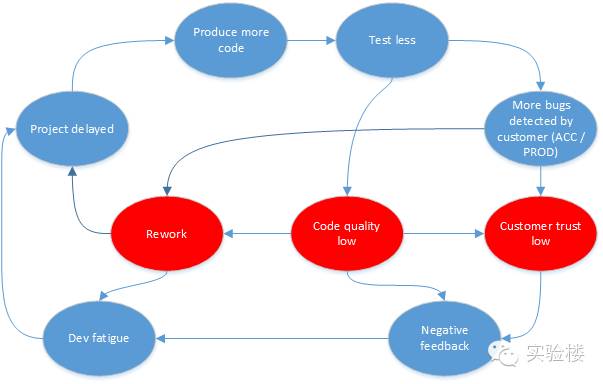 Produce more
code
Test less
Project delayed
More bugs
detected by
customer (ACC /
PROD)
Rework
Code quality
low
Customer trust
low
Dev fatigue
Negative
feedback
实验楼